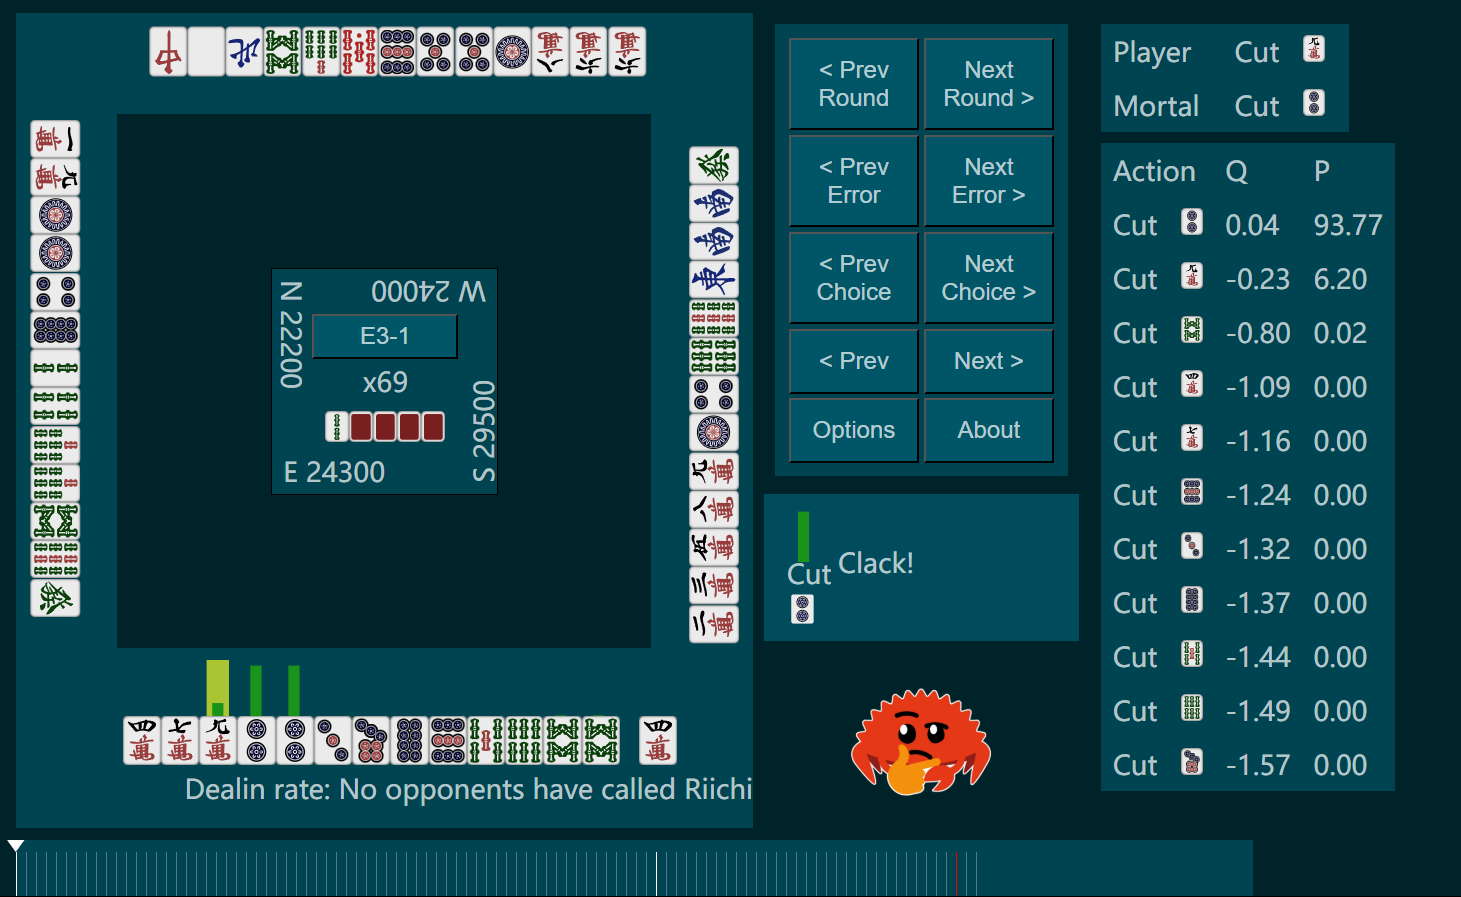 W 24000
N 22200
E3-1
x69
S 29500
E 24300
Dealin rate: No opponents have called Riichi
< Prev Round
Next Round >
< Prev Error
Next Error >
< Prev Choice
Next Choice >
< Prev
Next >
Options
About
Cut
Clack!
Player Cut
Mortal Cut
Action Q P
Cut 0.04 93.77
Cut -0.23 6.20
Cut -0.80 0.02
Cut -1.09 0.00
Cut -1.16 0.00
Cut -1.24 0.00
Cut -1.32 0.00
Cut -1.37 0.00
Cut -1.44 0.00
Cut -1.49 0.00
Cut -1.57 0.00